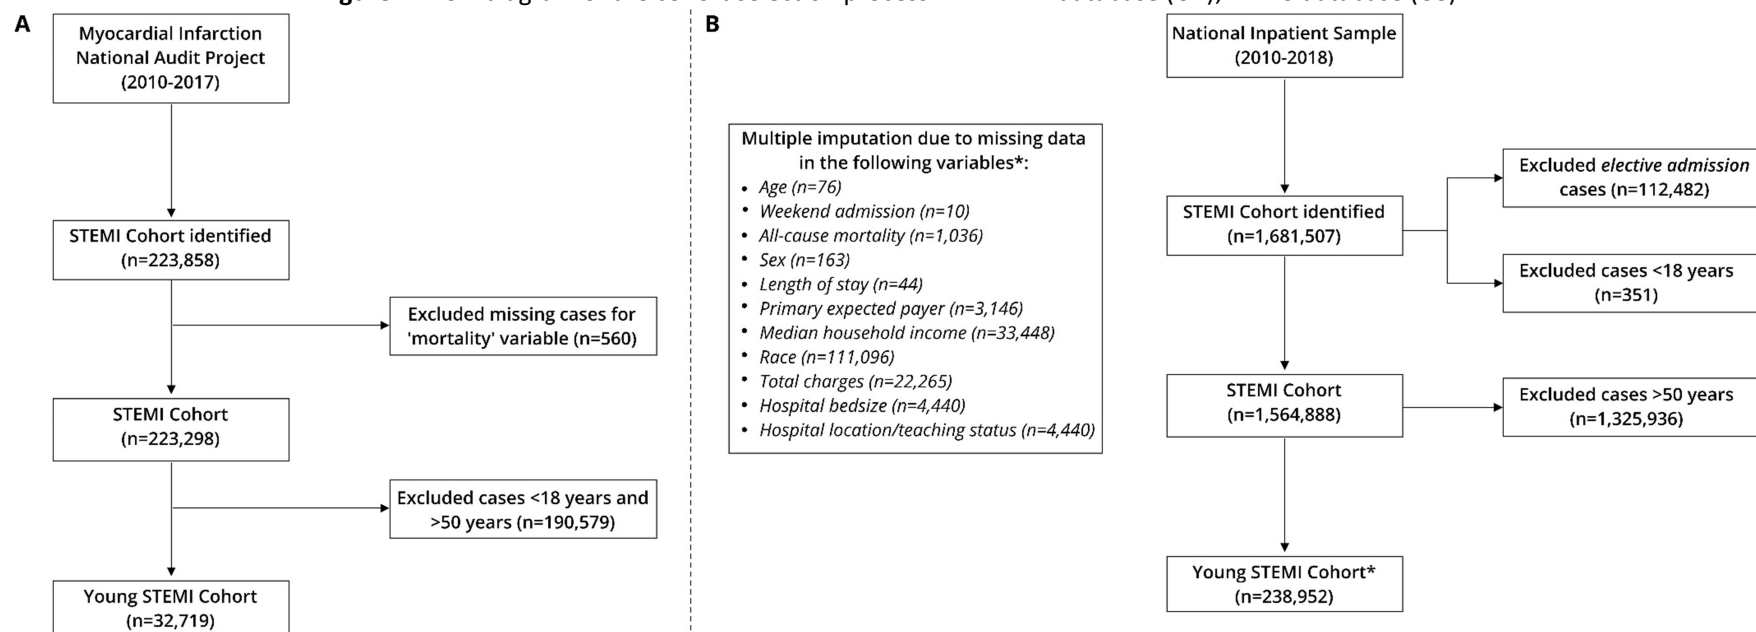 A
Myocardial Infarction
National Audit Project
(2010-2017)
STEMI Cohort identified
(n=223,858)
Excluded missing cases for
'mortality' variable (n=560)
STEMI Cohort
(n=223,298)
Excluded cases <18 years and
>50 years (n=190,579)
Young STEMI Cohort
(n=32,719)
B
National Inpatient Sample
(2010-2018)
Multiple imputation due to missing data
in the following variables*:
• Age (n=76)
• Weekend admission (n=10)
• All-cause mortality (n=1,036)
• Sex (n=163)
• Length of stay (n=44)
• Primary expected payer (n=3,146)
• Median household income (n=33,448)
• Race (n=111,096)
• Total charges (n=22,265)
• Hospital bedsize (n=4,440)
• Hospital location/teaching status (n=4,440)
STEMI Cohort identified
(n=1,681,507)
Excluded elective admission
cases (n=112,482)
Excluded cases <18 years
(n=351)
STEMI Cohort
(n=1,564,888)
Excluded cases >50 years
(n=1,325,936)
Young STEMI Cohort*
(n=238,952)